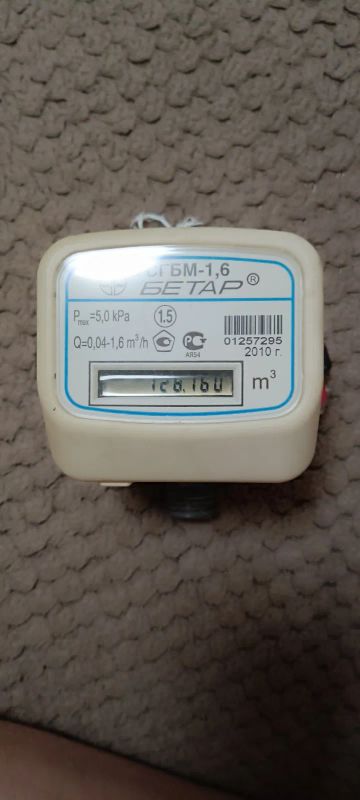 СГБМ-1,6
БЕТАР®
Pmax=5,0 kPa
1.5
Q=0,04-1,6 m³/h
РСТ
АЯ54
01257295
2010 г.
128.160
m³